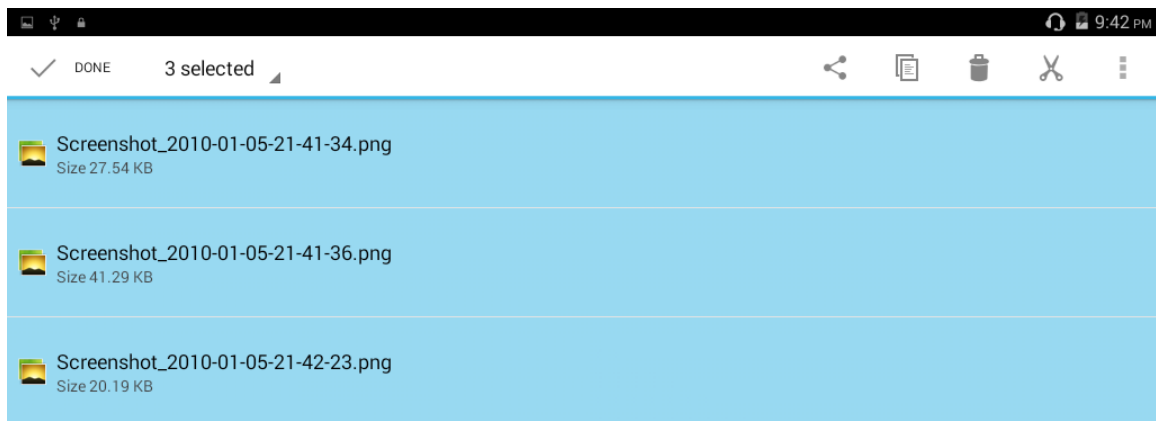 9:42 PM
DONE 3 selected
Screenshot_2010-01-05-21-41-34.png
Size 27.54 KB
Screenshot_2010-01-05-21-41-36.png
Size 41.29 KB
Screenshot_2010-01-05-21-42-23.png
Size 20.19 KB